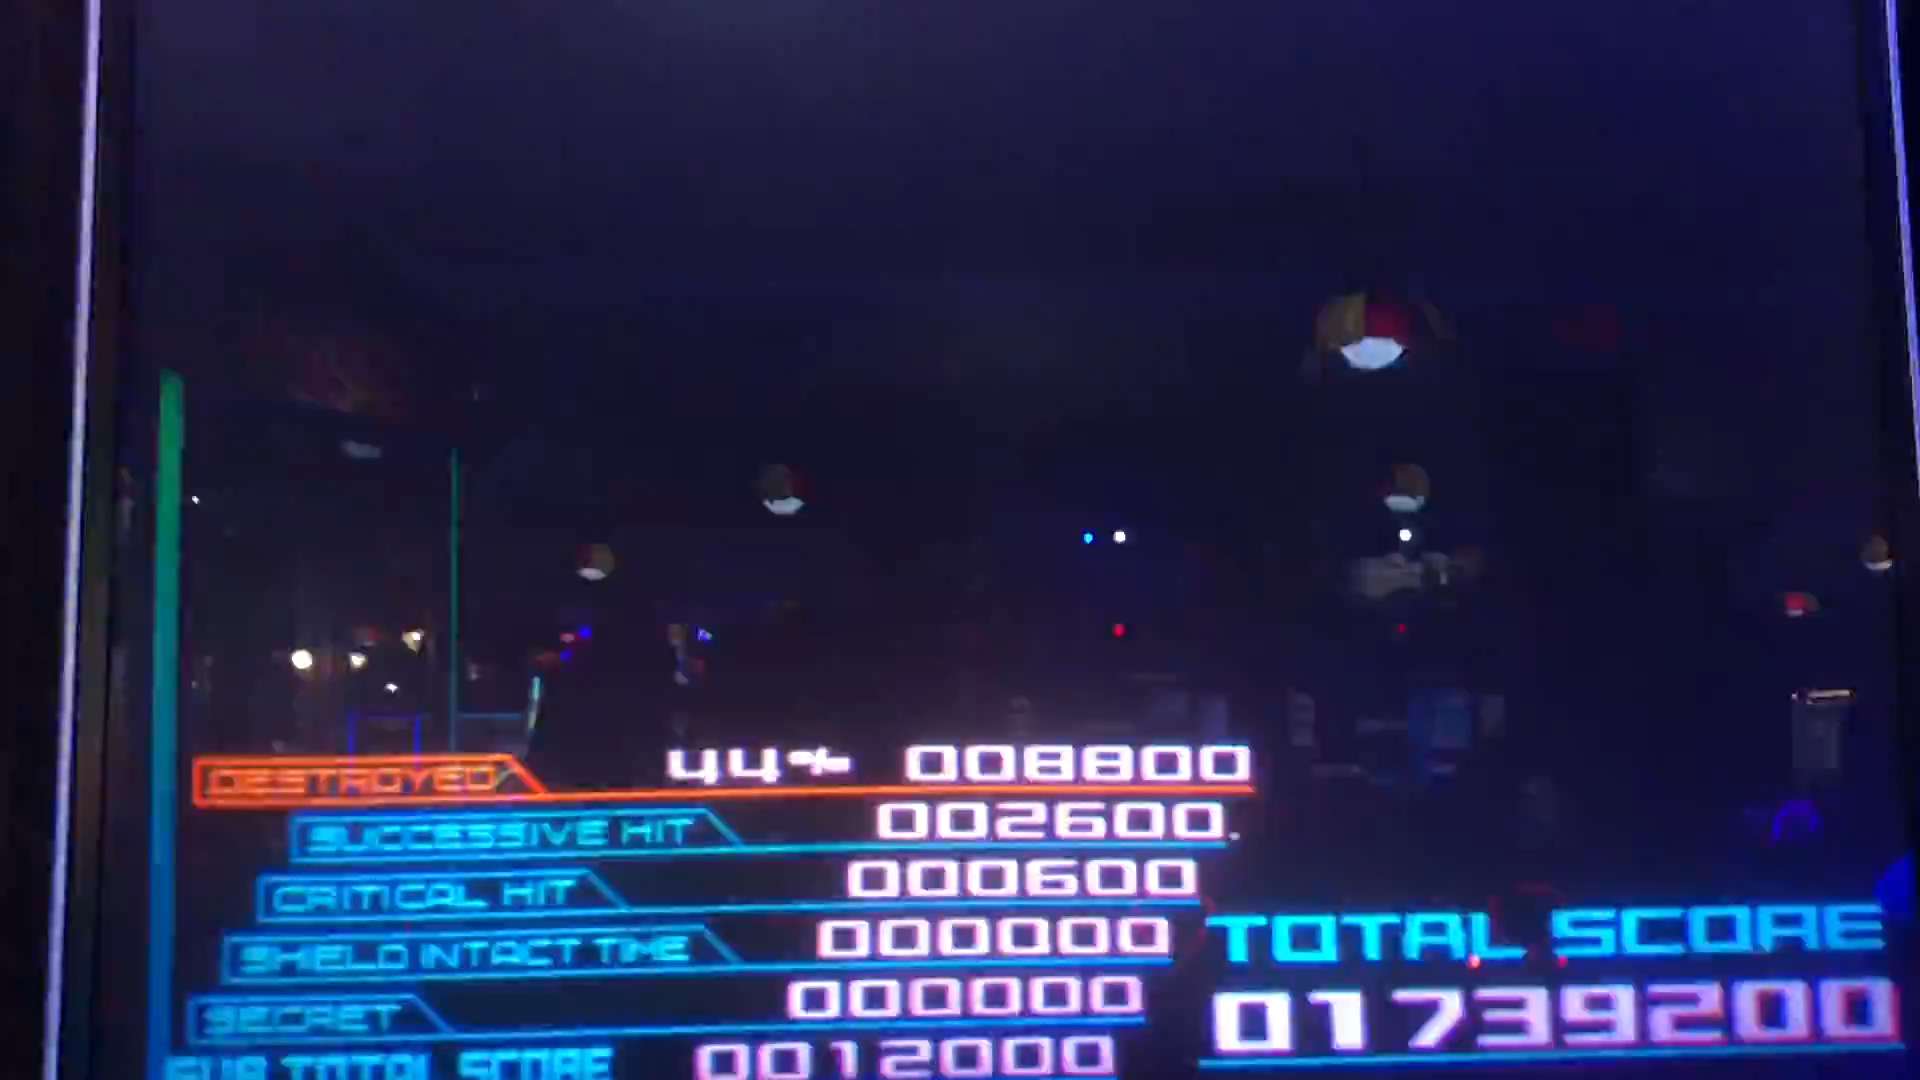 DESTROYED 44% 008800
SUCCESSIVE HIT 002600
CRITICAL HIT 000600
SHIELD INTACT TIME 000000
SECRET 000000
SUB TOTAL SCORE 0012000
TOTAL SCORE
01739200